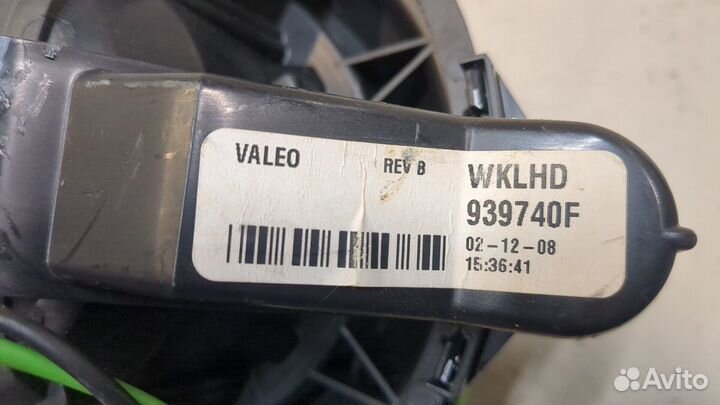 VALEO REV B WKLHD
939740F
02-12-08
15:36:41
Avito